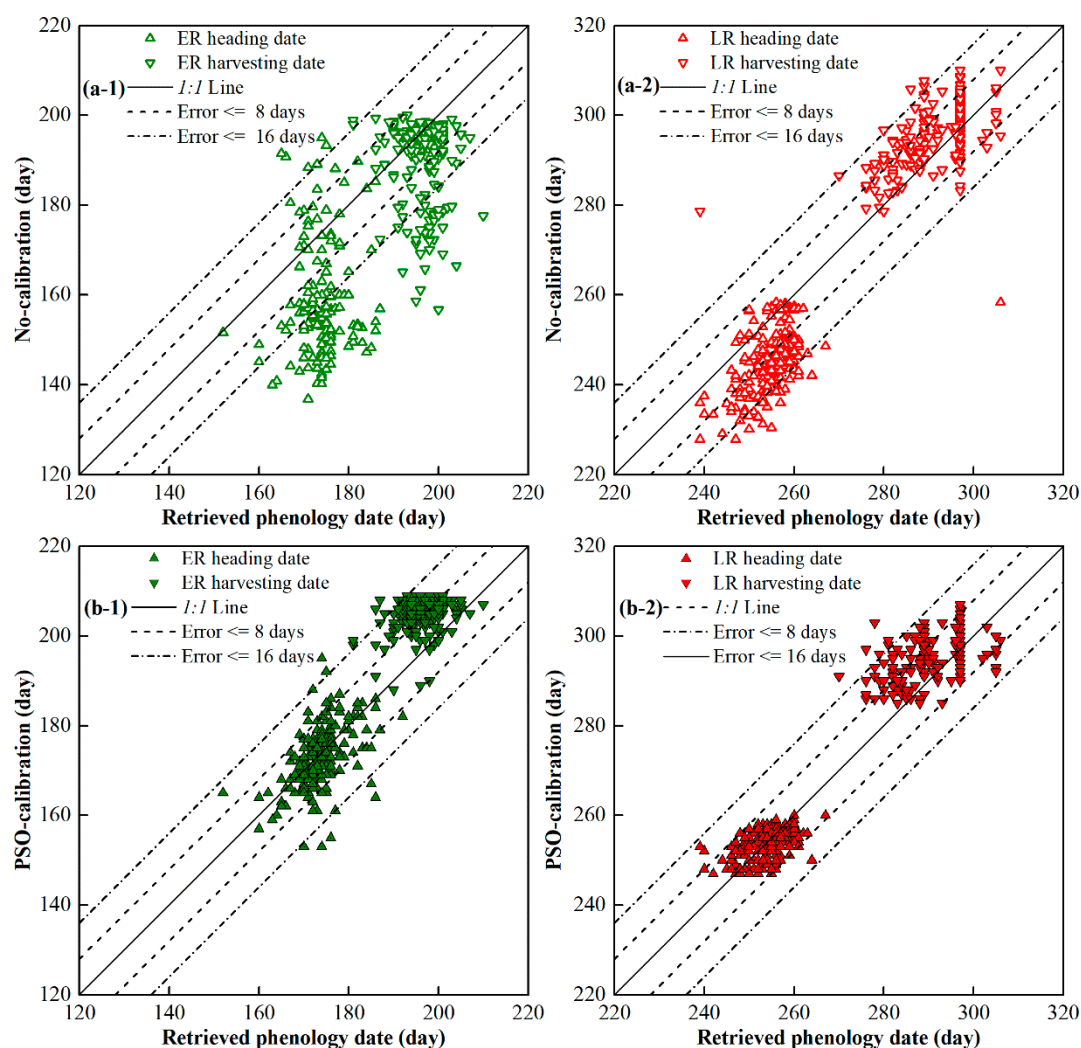 220
200
180
160
140
120
No-calibration (day)
(a-1)
ER heading date
ER harvesting date
1:1 Line
Error <= 8 days
Error <= 16 days
120 140 160 180 200 220
Retrieved phenology date (day)
320
300
280
260
240
220
No-calibration (day)
(a-2)
LR heading date
LR harvesting date
1:1 Line
Error <= 8 days
Error <= 16 days
220 240 260 280 300 320
Retrieved phenology date (day)
220
200
180
160
140
120
PSO-calibration (day)
(b-1)
ER heading date
ER harvesting date
1:1 Line
Error <= 8 days
Error <= 16 days
120 140 160 180 200 220
Retrieved phenology date (day)
320
300
280
260
240
220
PSO-calibration (day)
(b-2)
LR heading date
LR harvesting date
1:1 Line
Error <= 8 days
Error <= 16 days
220 240 260 280 300 320
Retrieved phenology date (day)